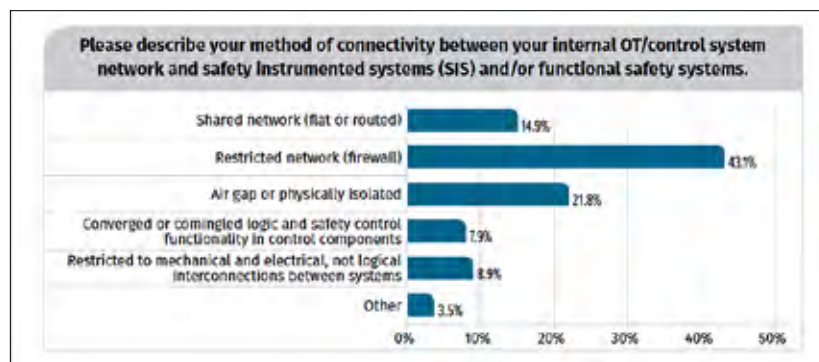 Please describe your method of connectivity between your internal OT/control system
network and safety instrumented systems (SIS) and/or functional safety systems.
Shared network (flat or routed)
14.9%
Restricted network (firewall)
43.1%
Air gap or physically isolated
21.8%
Converged or comingled logic and safety control
functionality in control components
7.9%
Restricted to mechanical and electrical, not logical
interconnections between systems
8.9%
Other
3.5%
0% 10% 20% 30% 40% 50%